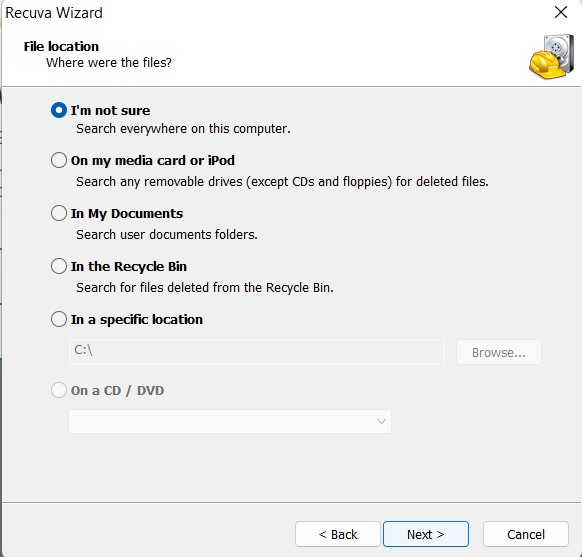 Recuva Wizard
File location
Where were the files?
I'm not sure
Search everywhere on this computer.
On my media card or iPod
Search any removable drives (except CDs and floppies) for deleted files.
In My Documents
Search user documents folders.
In the Recycle Bin
Search for files deleted from the Recycle Bin.
In a specific location
C:\
Browse...
On a CD / DVD
< Back
Next >
Cancel